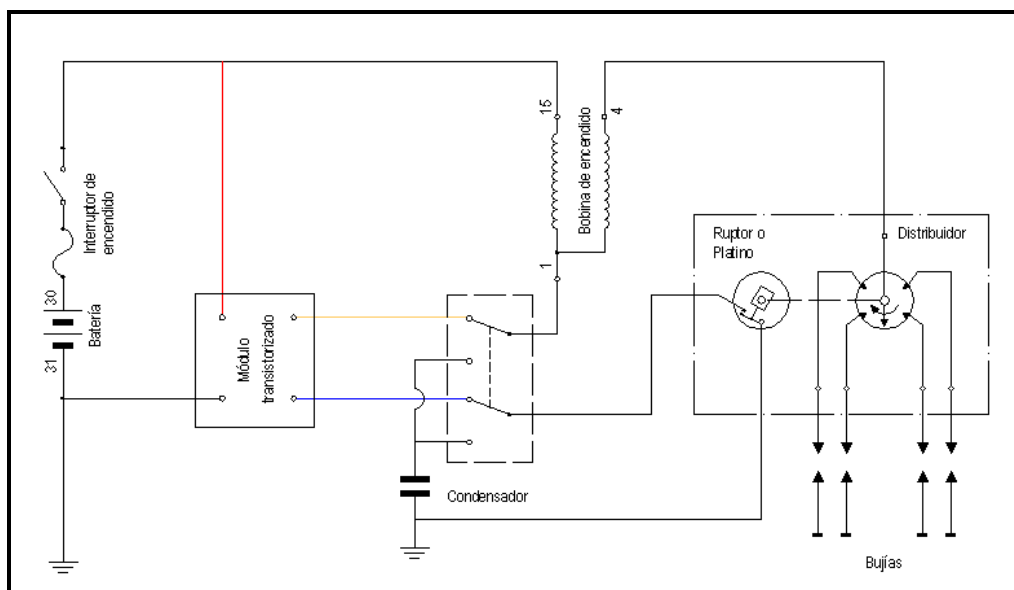 15
4
Bobina de encendido
1
Interruptor de
encendido
30
Batería
31
Módulo
transistorizado
Condensador
Ruptor o
Platino
Distribuidor
Bujías